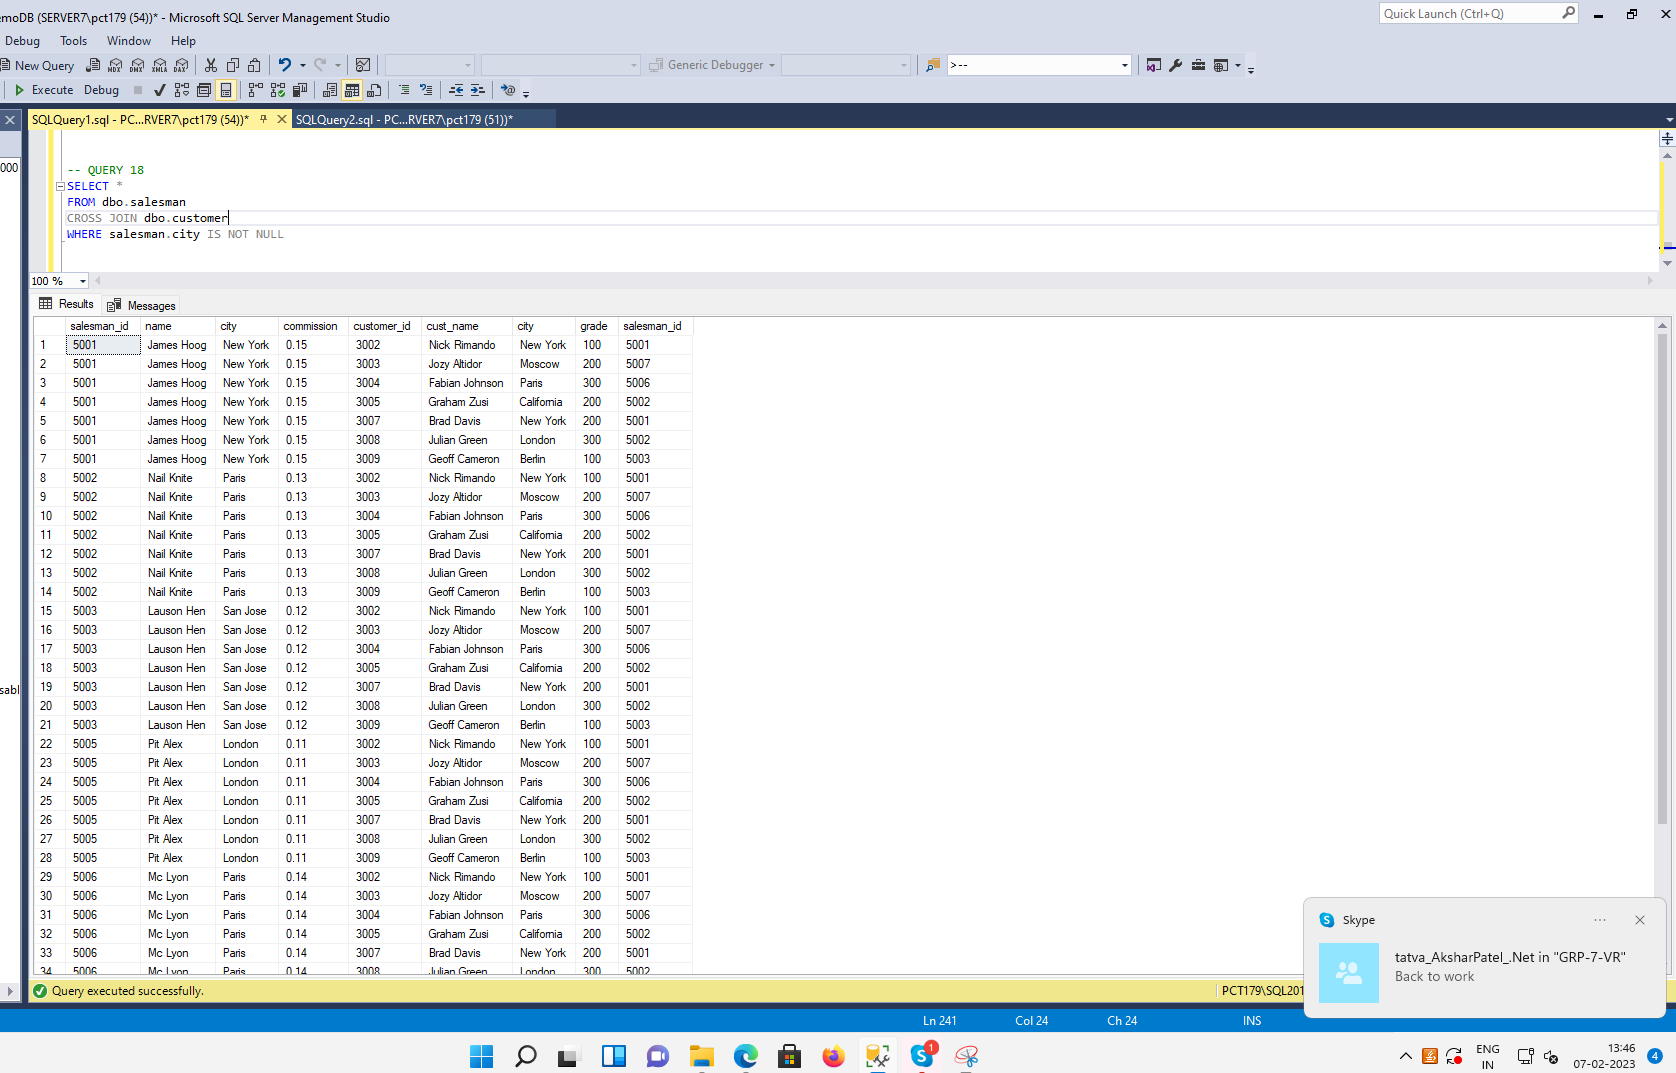 emoDB (SERVER7\pct179 (54))* - Microsoft SQL Server Management Studio
Quick Launch (Ctrl+Q)
Debug Tools Window Help
New Query MDX DMX XMLA DAX Generic Debugger >--
Execute Debug
SQLQuery1.sql - PC...RVER7\pct179 (54))* SQLQuery2.sql - PC...RVER7\pct179 (51))*
000
-- QUERY 18
SELECT *
FROM dbo.salesman
CROSS JOIN dbo.customer
WHERE salesman.city IS NOT NULL
100 %
Results Messages
salesman_id name city commission customer_id cust_name city grade salesman_id
1 5001 James Hoog New York 0.15 3002 Nick Rimando New York 100 5001
2 5001 James Hoog New York 0.15 3003 Jozy Altidor Moscow 200 5007
3 5001 James Hoog New York 0.15 3004 Fabian Johnson Paris 300 5006
4 5001 James Hoog New York 0.15 3005 Graham Zusi California 200 5002
5 5001 James Hoog New York 0.15 3007 Brad Davis New York 200 5001
6 5001 James Hoog New York 0.15 3008 Julian Green London 300 5002
7 5001 James Hoog New York 0.15 3009 Geoff Cameron Berlin 100 5003
8 5002 Nail Knite Paris 0.13 3002 Nick Rimando New York 100 5001
9 5002 Nail Knite Paris 0.13 3003 Jozy Altidor Moscow 200 5007
10 5002 Nail Knite Paris 0.13 3004 Fabian Johnson Paris 300 5006
11 5002 Nail Knite Paris 0.13 3005 Graham Zusi California 200 5002
12 5002 Nail Knite Paris 0.13 3007 Brad Davis New York 200 5001
13 5002 Nail Knite Paris 0.13 3008 Julian Green London 300 5002
14 5002 Nail Knite Paris 0.13 3009 Geoff Cameron Berlin 100 5003
15 5003 Lauson Hen San Jose 0.12 3002 Nick Rimando New York 100 5001
16 5003 Lauson Hen San Jose 0.12 3003 Jozy Altidor Moscow 200 5007
17 5003 Lauson Hen San Jose 0.12 3004 Fabian Johnson Paris 300 5006
18 5003 Lauson Hen San Jose 0.12 3005 Graham Zusi California 200 5002
19 5003 Lauson Hen San Jose 0.12 3007 Brad Davis New York 200 5001
sabl
20 5003 Lauson Hen San Jose 0.12 3008 Julian Green London 300 5002
21 5003 Lauson Hen San Jose 0.12 3009 Geoff Cameron Berlin 100 5003
22 5005 Pit Alex London 0.11 3002 Nick Rimando New York 100 5001
23 5005 Pit Alex London 0.11 3003 Jozy Altidor Moscow 200 5007
24 5005 Pit Alex London 0.11 3004 Fabian Johnson Paris 300 5006
25 5005 Pit Alex London 0.11 3005 Graham Zusi California 200 5002
26 5005 Pit Alex London 0.11 3007 Brad Davis New York 200 5001
27 5005 Pit Alex London 0.11 3008 Julian Green London 300 5002
28 5005 Pit Alex London 0.11 3009 Geoff Cameron Berlin 100 5003
29 5006 Mc Lyon Paris 0.14 3002 Nick Rimando New York 100 5001
30 5006 Mc Lyon Paris 0.14 3003 Jozy Altidor Moscow 200 5007
31 5006 Mc Lyon Paris 0.14 3004 Fabian Johnson Paris 300 5006
32 5006 Mc Lyon Paris 0.14 3005 Graham Zusi California 200 5002
33 5006 Mc Lyon Paris 0.14 3007 Brad Davis New York 200 5001
34 5006 Mc Lyon Paris 0.14 3008 Julian Green London 300 5002
Skype
tatva_AksharPatel_.Net in "GRP-7-VR"
Back to work
Query executed successfully. PCT179\SQL201
Ln 241 Col 24 Ch 24 INS
1
ENG
IN
13:46
07-02-2023
4